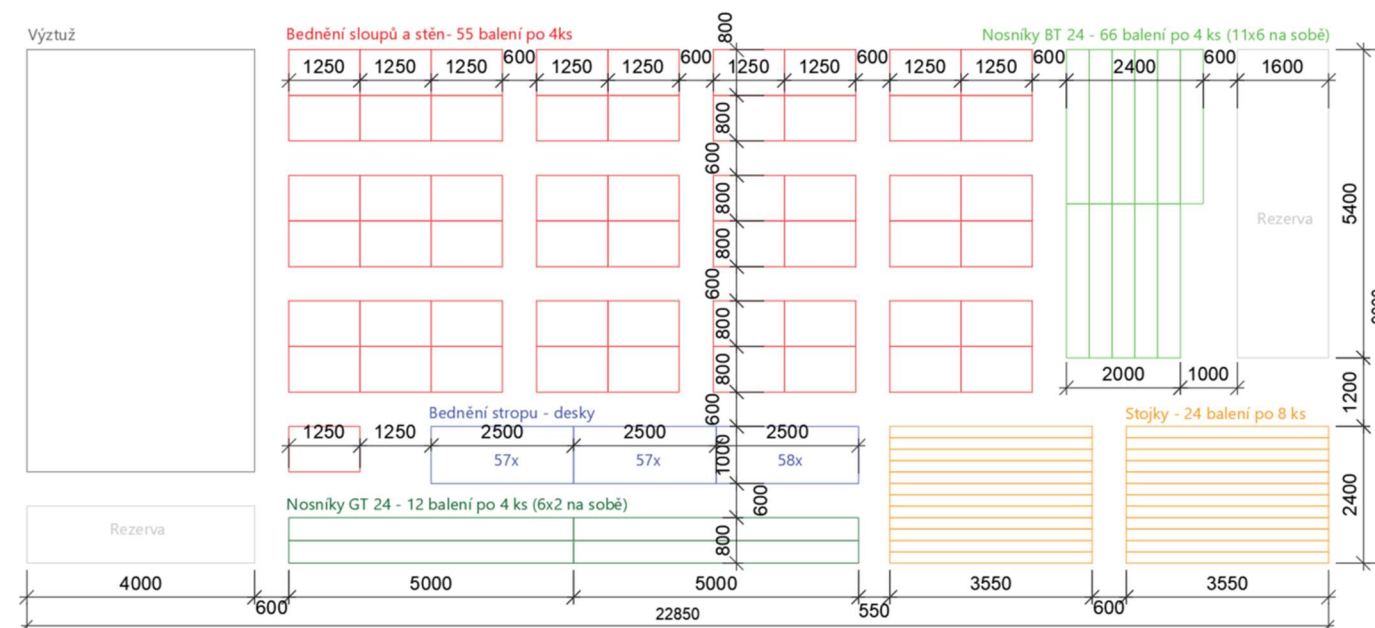 Výztuž
Bednění sloupů a stěn- 55 balení po 4ks
800
Nosníky BT 24 - 66 balení po 4 ks (11x6 na sobě)
1250 1250 1250 600 1250 1250 600 1250 1250 600 1250 1250 600 2400 600 1600
800
600
800
5400
Rezerva
800
600
800
800
2000 1000
1200
600
Bednění stropu - desky
Stojky - 24 balení po 8 ks
1250 1250 2500 2500 2500
57x 57x 1000 58x
2400
600
Nosníky GT 24 - 12 balení po 4 ks (6x2 na sobě)
Rezerva
800
4000 600 5000 5000 550 3550 600 3550
22850